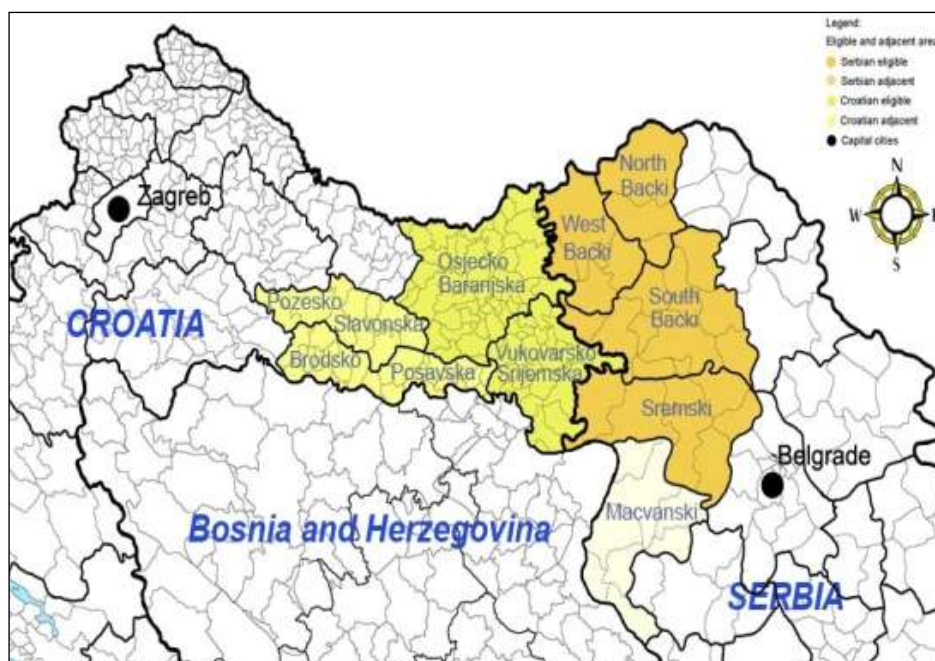 Legend:
Eligible and adjacent area
Serbian eligible
Serbian adjacent
Croatian eligible
Croatian adjacent
Capital cities
N
W
E
S
North
Backi
West
Backi
South
Backi
Zagreb
Osjecko
Baranjska
Pozesko
Slavonska
CROATIA
Brodsko
Posavska
Vukovarsko
Srijemska
Sremski
Belgrade
Macvanski
Bosnia and Herzegovina
SERBIA